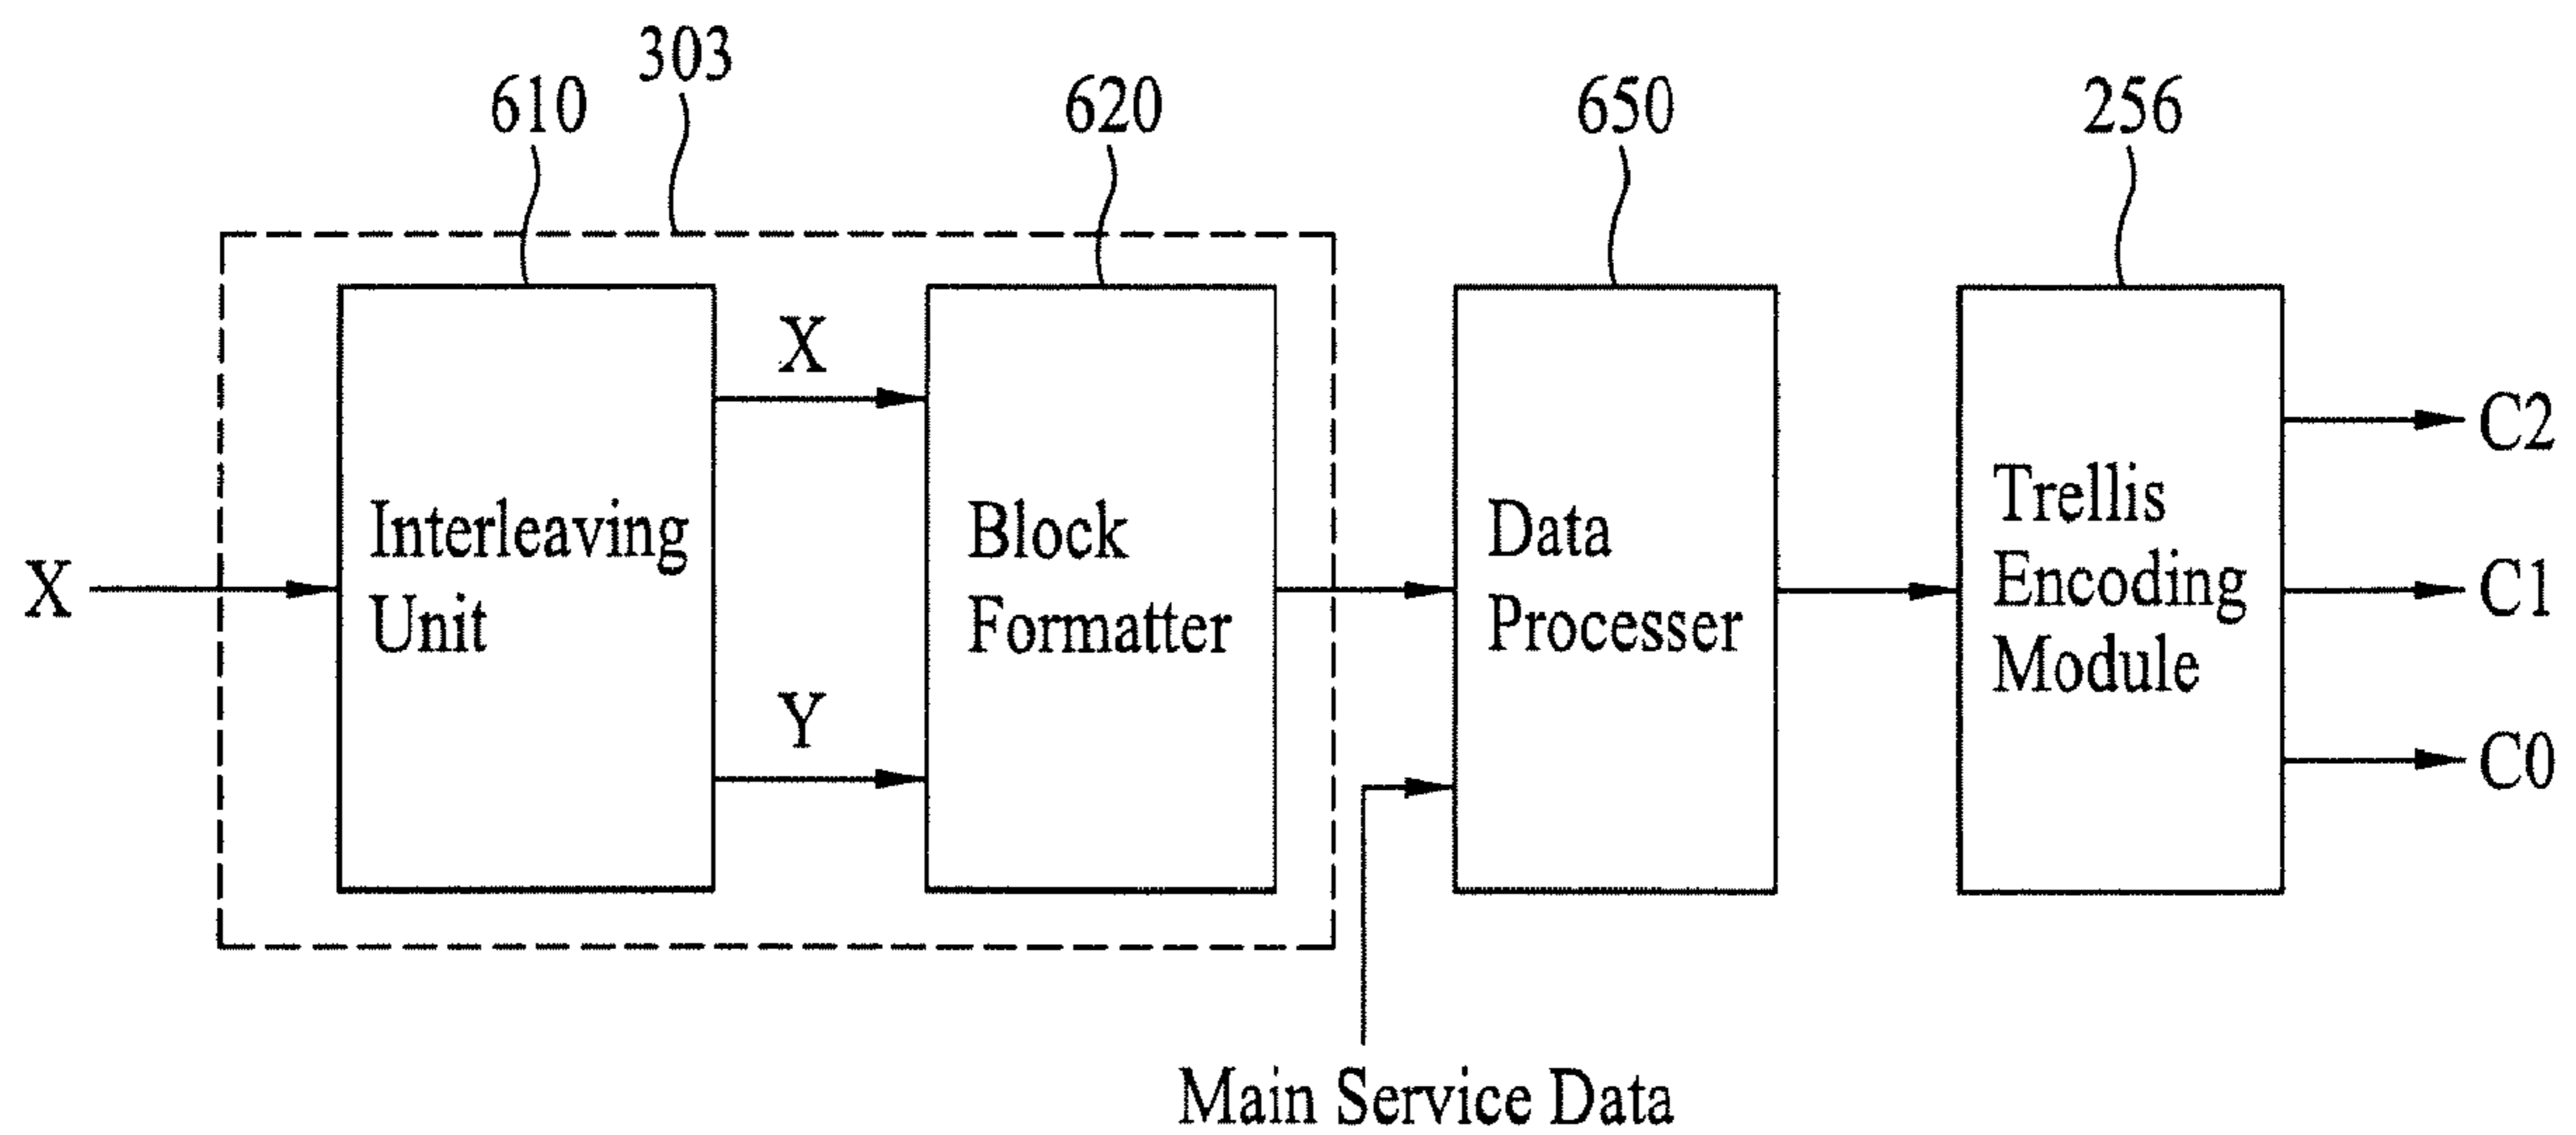 303
610
620
650
256
X
Interleaving
Unit
X
Y
Block
Formatter
Data
Processer
Trellis
Encoding
Module
C2
C1
C0
Main Service Data